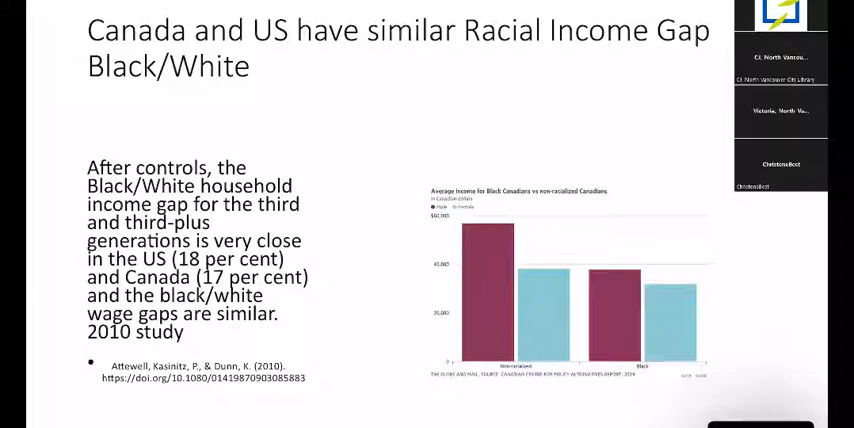 Canada and US have similar Racial Income Gap
Black/White
After controls, the
Black/White household
income gap for the third
and third-plus
generations is very close
in the US (18 per cent)
and Canada (17 per cent)
and the black/white
wage gaps are similar.
2010 study
• Attewell, Kasinitz, P., & Dunn, K. (2010).
https://doi.org/10.1080/01419870903085883
Average income for Black Canadians vs non-racialized Canadians
In Canadian dollars
Male Female
$60,000
40,000
20,000
0
Non-racialized Black
THE GLOBE AND MAIL, SOURCE: CANADIAN CENTRE FOR POLICY ALTERNATIVES REPORT, 2019
SHARE
CJ, North Vancou...
CJ, North Vancouver City Library
Victoria, North Va...
ChristoneBest
ChristoneBest